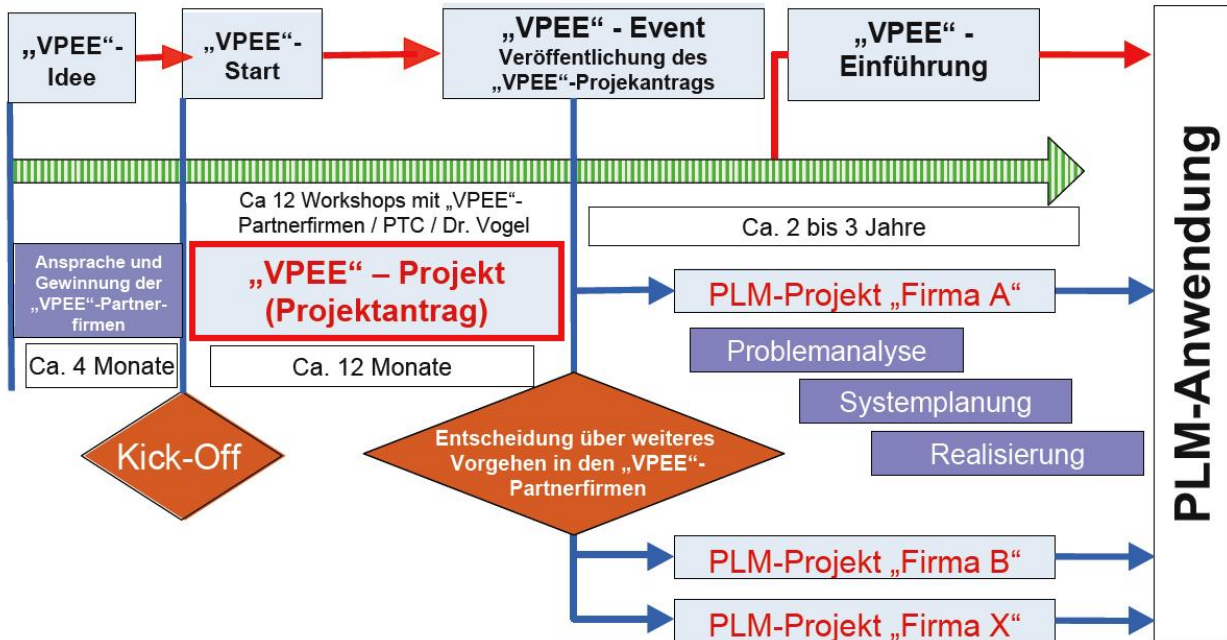 „VPEE“-
Idee
„VPEE“-
Start
„VPEE“ - Event
Veröffentlichung des
„VPEE“-Projekantrags
„VPEE“ -
Einführung
Ca 12 Workshops mit „VPEE“-
Partnerfirmen / PTC / Dr. Vogel
Ca. 2 bis 3 Jahre
Ansprache und
Gewinnung der
„VPEE“-Partner-
firmen
„VPEE“ – Projekt
(Projektantrag)
Ca. 4 Monate
Ca. 12 Monate
Kick-Off
Entscheidung über weiteres
Vorgehen in den „VPEE“-
Partnerfirmen
PLM-Projekt „Firma A“
Problemanalyse
Systemplanung
Realisierung
PLM-Projekt „Firma B“
PLM-Projekt „Firma X“
PLM-Anwendung